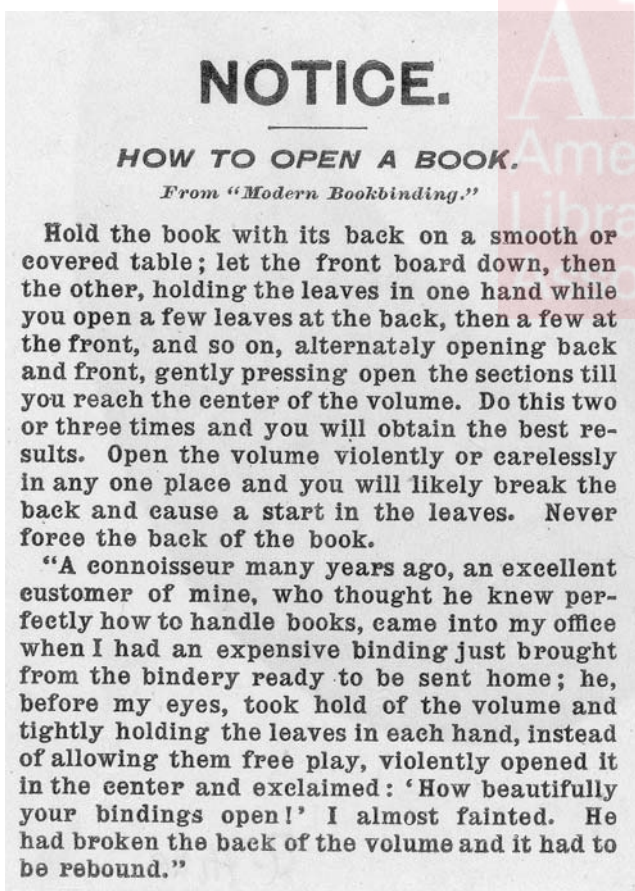 NOTICE.
HOW TO OPEN A BOOK.
From “Modern Bookbinding.”
Hold the book with its back on a smooth or
covered table; let the front board down, then
the other, holding the leaves in one hand while
you open a few leaves at the back, then a few at
the front, and so on, alternately opening back
and front, gently pressing open the sections till
you reach the center of the volume. Do this two
or three times and you will obtain the best re-
sults. Open the volume violently or carelessly
in any one place and you will likely break the
back and cause a start in the leaves. Never
force the back of the book.
“A connoisseur many years ago, an excellent
customer of mine, who thought he knew per-
fectly how to handle books, came into my office
when I had an expensive binding just brought
from the bindery ready to be sent home; he,
before my eyes, took hold of the volume and
tightly holding the leaves in each hand, instead
of allowing them free play, violently opened it
in the center and exclaimed: ‘How beautifully
your bindings open!’ I almost fainted. He
had broken the back of the volume and it had to
be rebound.”